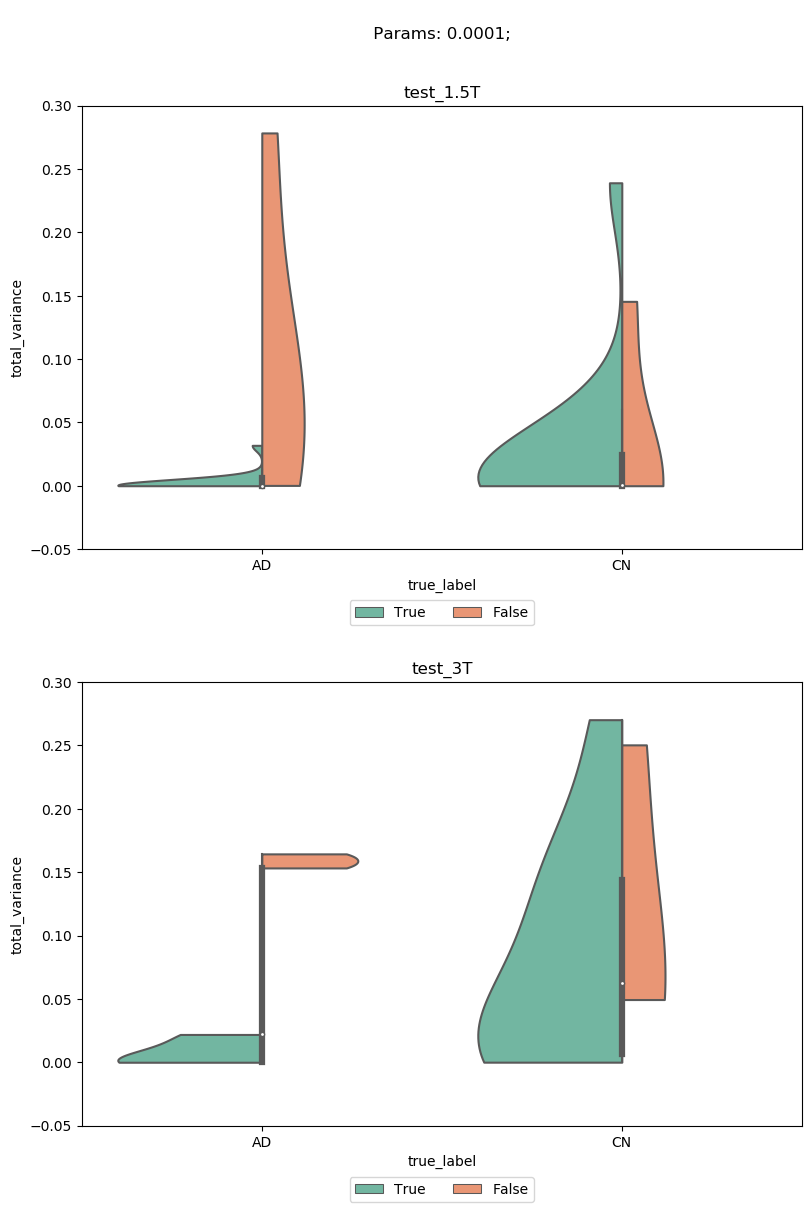 Params: 0.0001;
test_1.5T
0.30
0.25
0.20
0.15
0.10
0.05
0.00
−0.05
total_variance
AD CN
true_label
True False
test_3T
0.30
0.25
0.20
0.15
0.10
0.05
0.00
−0.05
total_variance
AD CN
true_label
True False